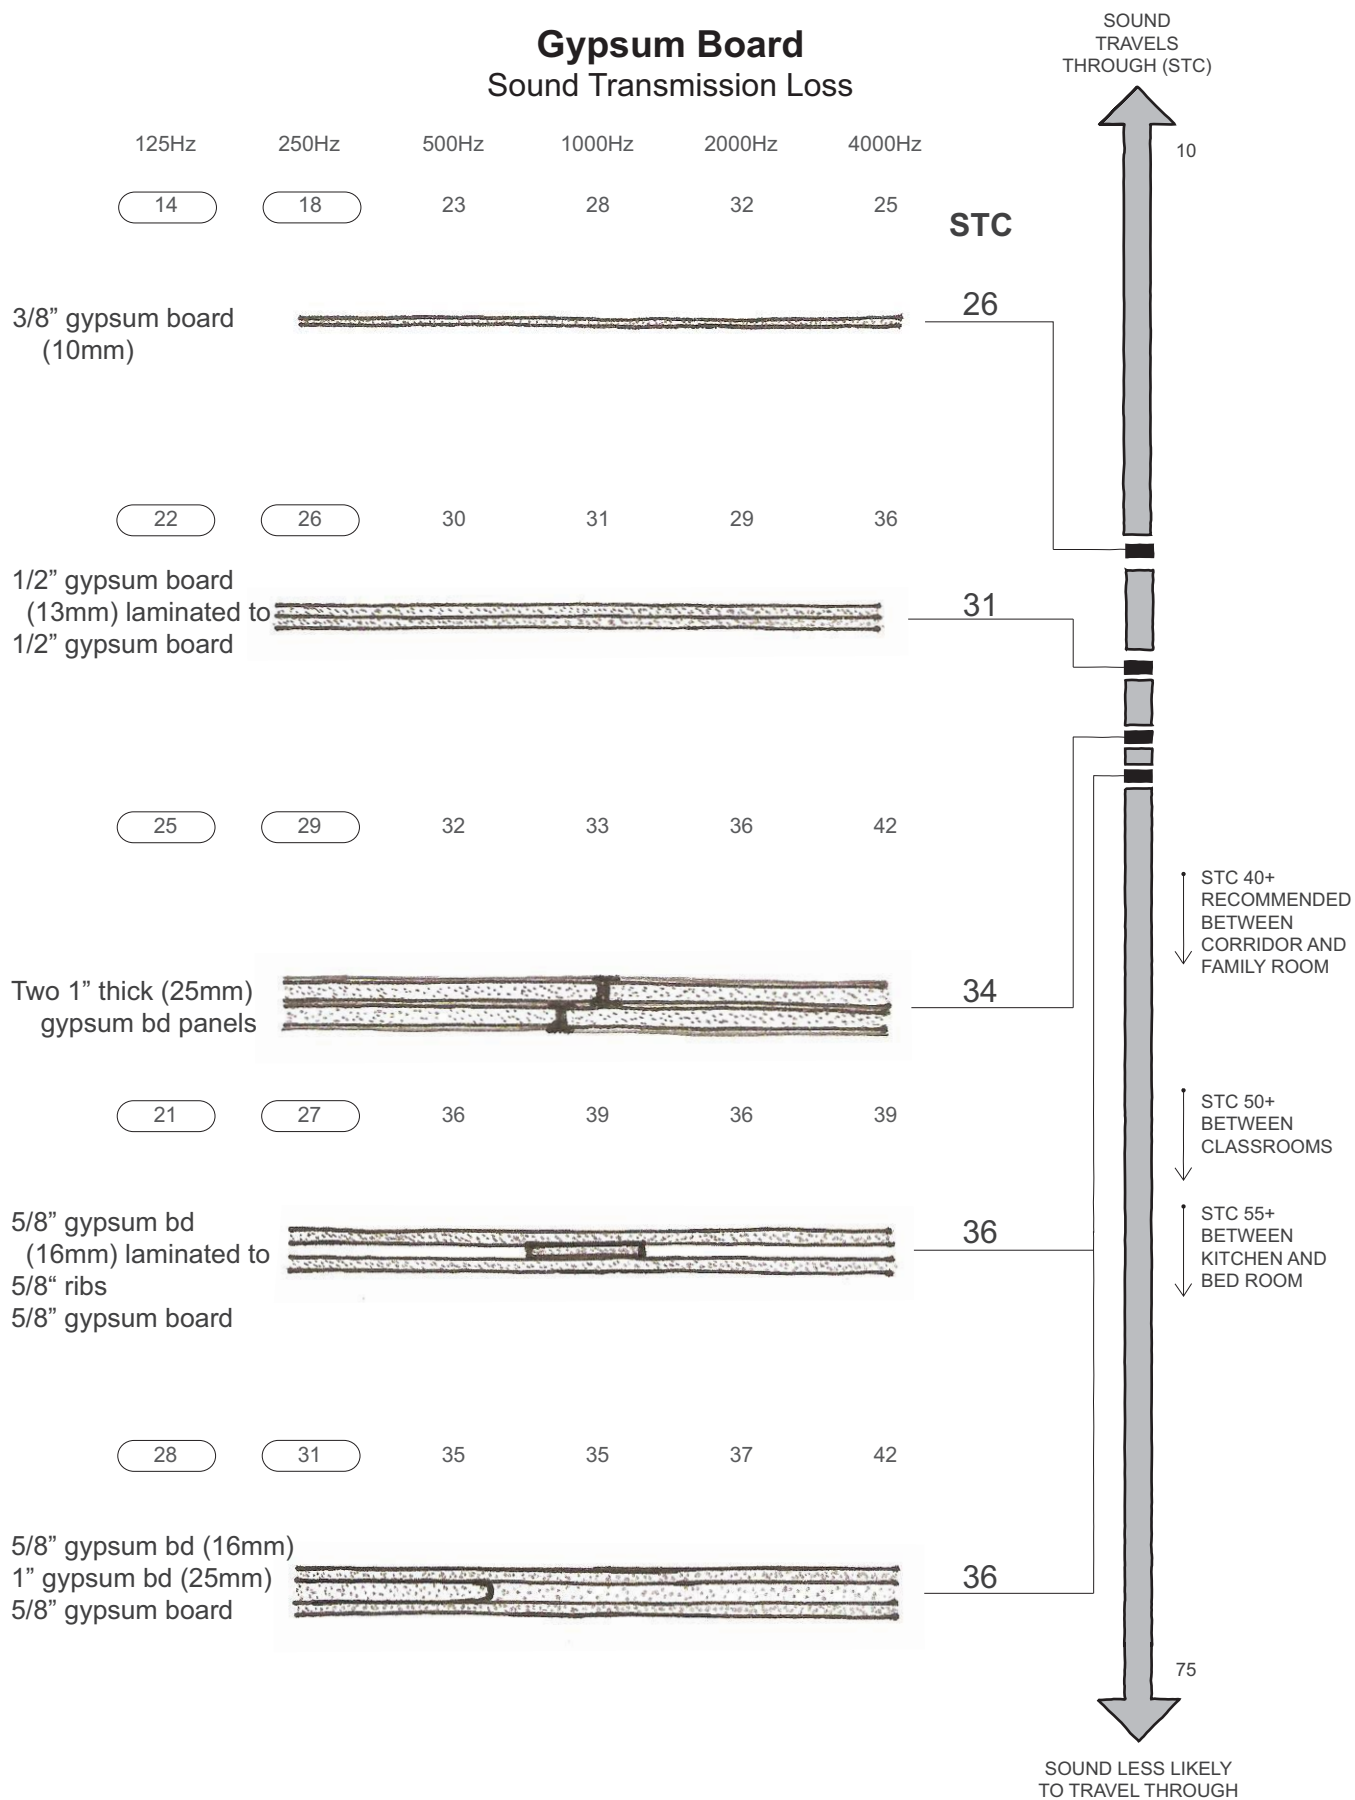 Gypsum Board
Sound Transmission Loss
SOUND
TRAVELS
THROUGH (STC)
10
125Hz 250Hz 500Hz 1000Hz 2000Hz 4000Hz
14 18 23 28 32 25
STC
3/8” gypsum board
(10mm)
26
22 26 30 31 29 36
1/2” gypsum board
(13mm) laminated to
1/2” gypsum board
31
25 29 32 33 36 42
Two 1” thick (25mm)
gypsum bd panels
34
21 27 36 39 36 39
5/8” gypsum bd
(16mm) laminated to
5/8“ ribs
5/8” gypsum board
36
28 31 35 35 37 42
5/8” gypsum bd (16mm)
1” gypsum bd (25mm)
5/8” gypsum board
36
STC 40+
RECOMMENDED
BETWEEN
CORRIDOR AND
FAMILY ROOM
STC 50+
BETWEEN
CLASSROOMS
STC 55+
BETWEEN
KITCHEN AND
BED ROOM
75
SOUND LESS LIKELY
TO TRAVEL THROUGH